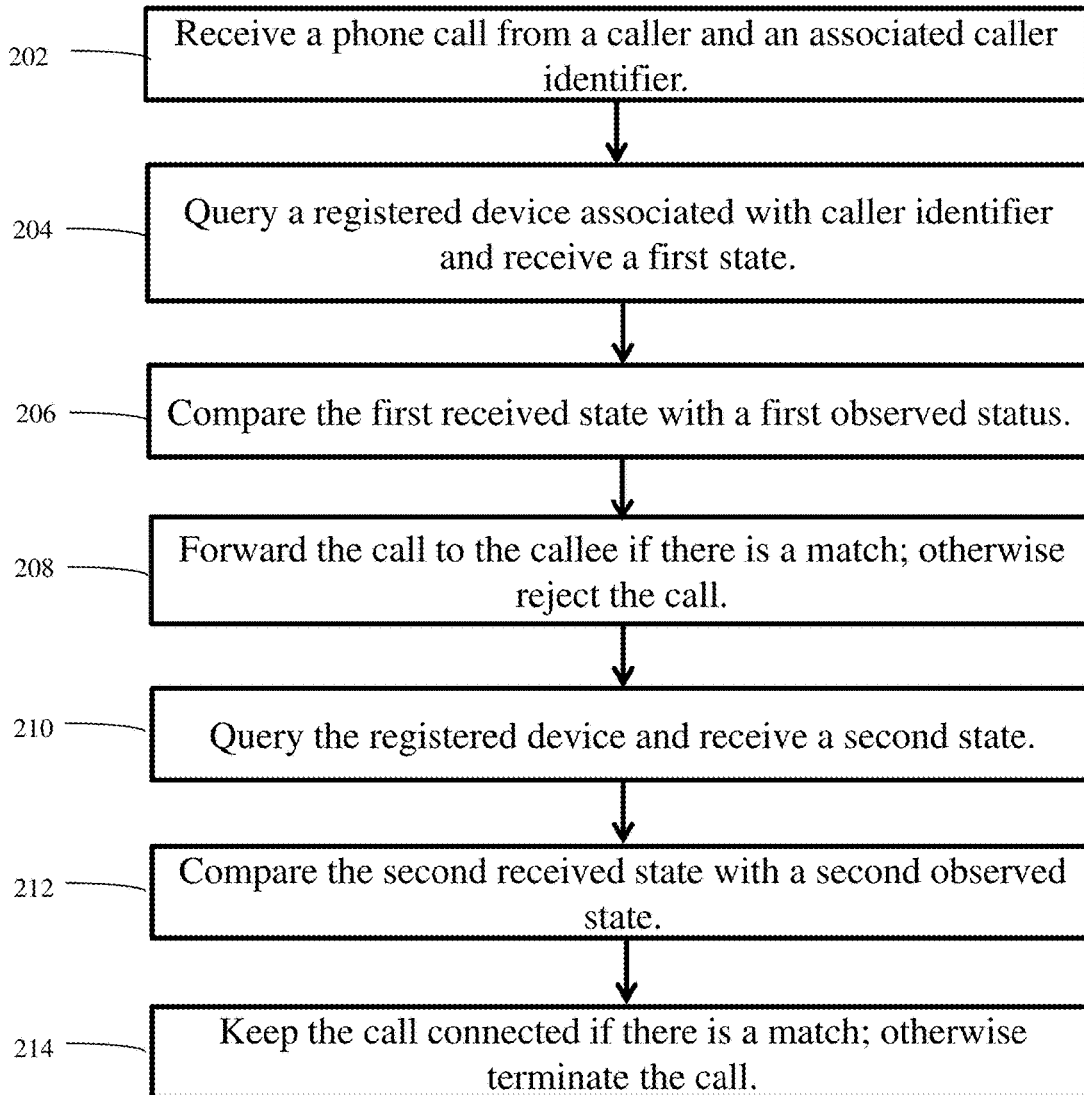 202
Receive a phone call from a caller and an associated caller
identifier.
204
Query a registered device associated with caller identifier
and receive a first state.
206
Compare the first received state with a first observed status.
208
Forward the call to the callee if there is a match; otherwise
reject the call.
210
Query the registered device and receive a second state.
212
Compare the second received state with a second observed
state.
214
Keep the call connected if there is a match; otherwise
terminate the call.